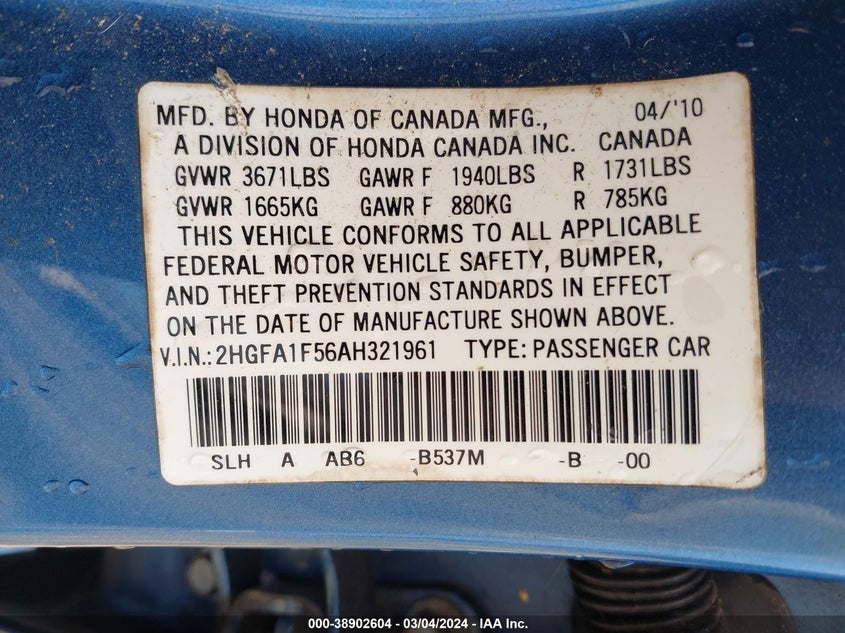 MFD. BY HONDA OF CANADA MFG., 04/'10
A DIVISION OF HONDA CANADA INC. CANADA
GVWR 3671LBS GAWR F 1940LBS R 1731LBS
GVWR 1665KG GAWR F 880KG R 785KG
THIS VEHICLE CONFORMS TO ALL APPLICABLE
FEDERAL MOTOR VEHICLE SAFETY, BUMPER,
AND THEFT PREVENTION STANDARDS IN EFFECT
ON THE DATE OF MANUFACTURE SHOWN ABOVE.
V.I.N.: 2HGFA1F56AH321961 TYPE: PASSENGER CAR
SLH A AB6 -B537M -B -00
000-38902604 - 03/04/2024 - IAA Inc.